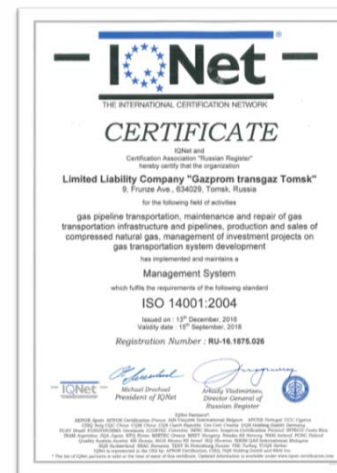 IQNet®
THE INTERNATIONAL CERTIFICATION NETWORK
CERTIFICATE
IQNet and
Certification Association "Russian Register"
hereby certify that the organization
Limited Liability Company "Gazprom transgaz Tomsk"
9, Frunze Ave., 634029, Tomsk, Russia
for the following field of activities
gas pipeline transportation, maintenance and repair of gas
transportation infrastructure and pipelines, production and sales of
compressed natural gas, management of investment projects on
gas transportation system development
has implemented and maintains a
Management System
which fulfils the requirements of the following standard
ISO 14001:2004
Issued on : 13th December, 2016
Validity date : 15th September, 2018
Registration Number : RU-16.1875.026
IQNet
Michael Drechsel
President of IQNet
Arkady Vladimirtsev,
Director General of
Russian Register